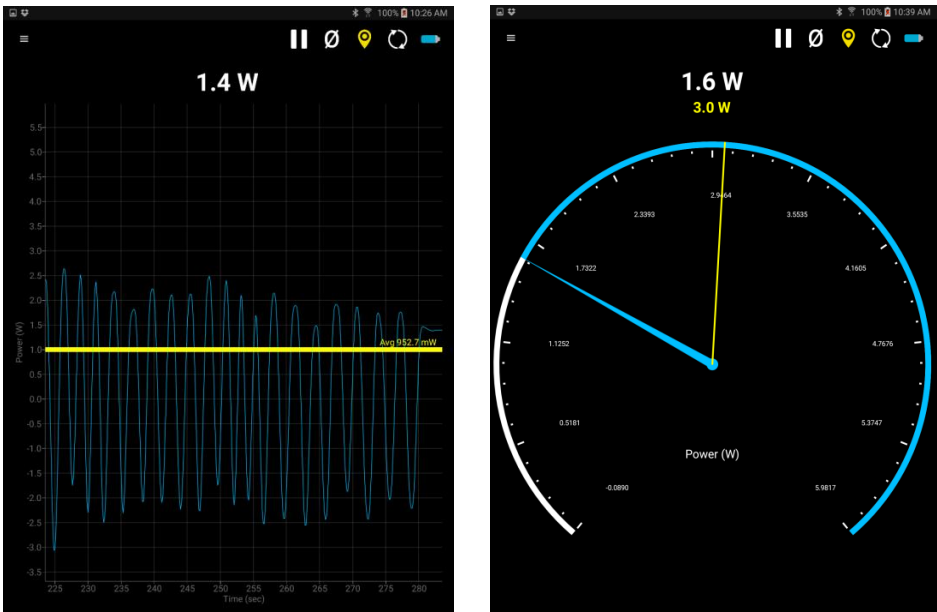 100% 10:26 AM
1.4 W
5.5
5.0
4.5
4.0
3.5
3.0
2.5
2.0
1.5
Avg 952.7 mW
1.0
0.5
0.0
-0.5
-1.0
-1.5
-2.0
-2.5
-3.0
-3.5
Power (W)
225 230 235 240 245 250 255 260 265 270 275 280
Time (sec)
100% 10:39 AM
1.6 W
3.0 W
2.9464
2.3393 3.5535
1.7322 4.1605
1.1252 4.7676
0.5181 5.3747
Power (W)
-0.0890 5.9817